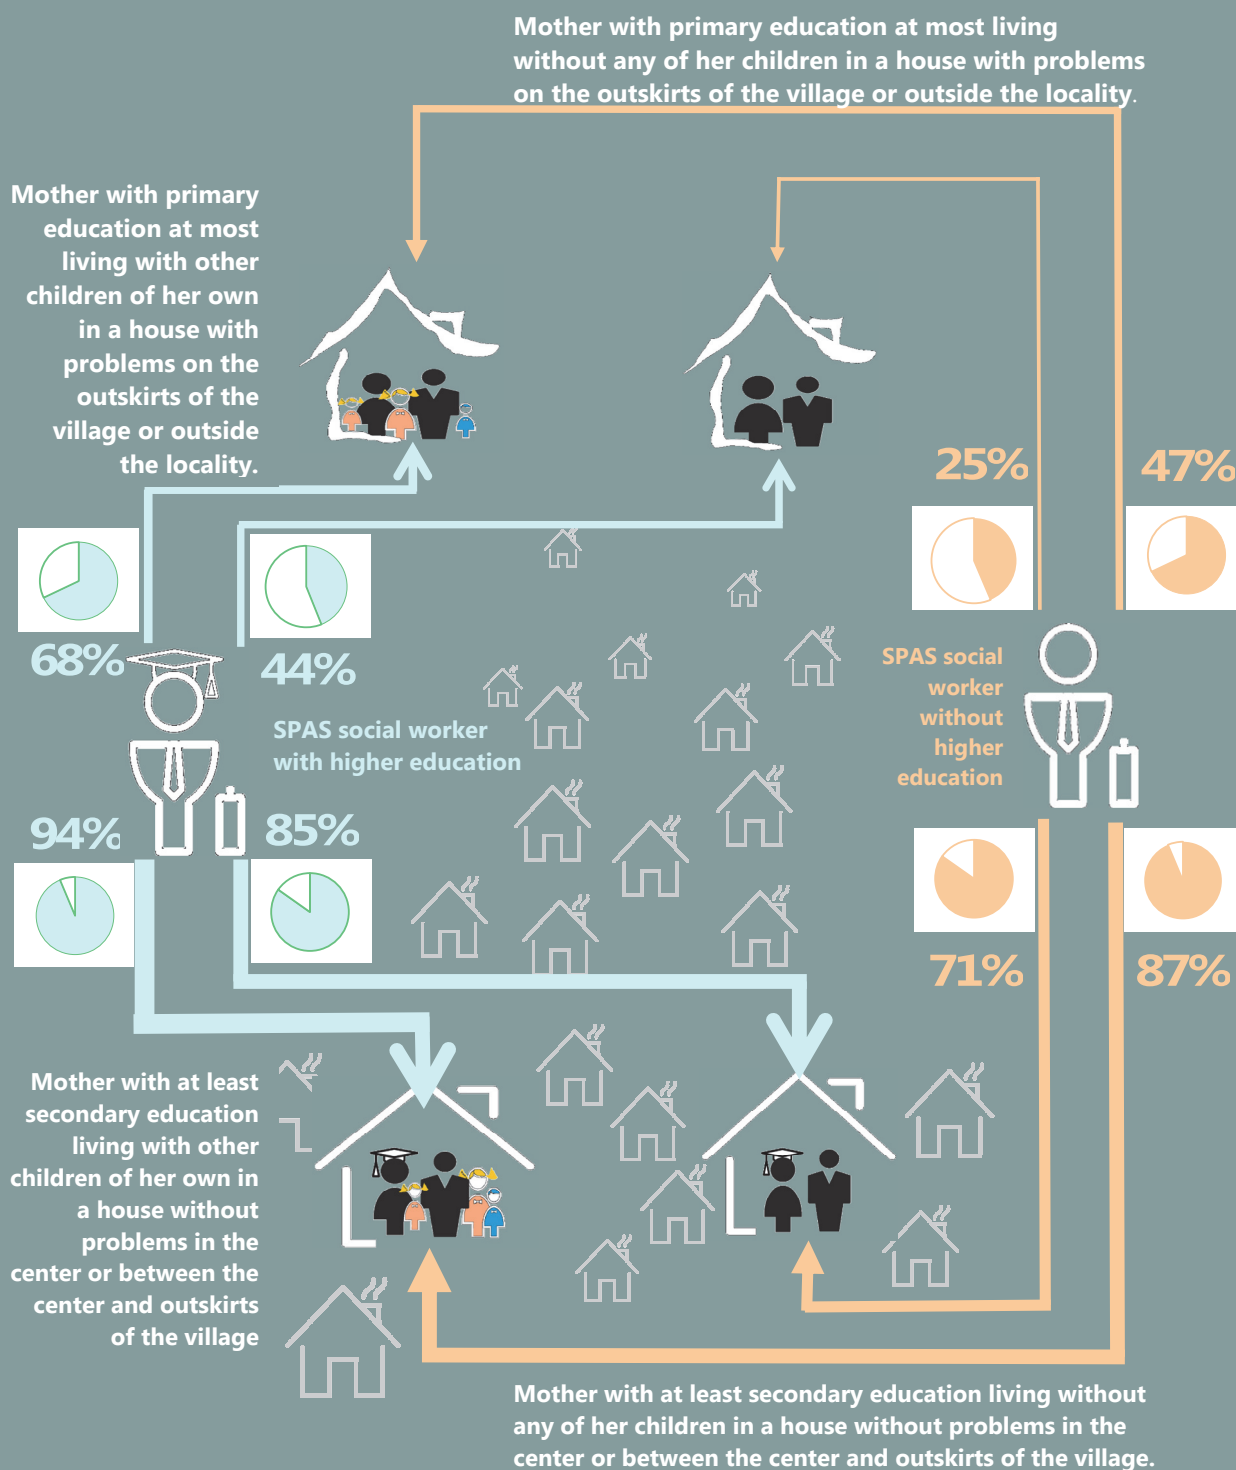 Mother with primary education at most living
without any of her children in a house with problems
on the outskirts of the village or outside the locality.
Mother with primary
education at most
living with other
children of her own
in a house with
problems on the
outskirts of the
village or outside
the locality.
25%
47%
68%
44%
SPAS social worker
with higher education
SPAS social
worker
without
higher
education
94%
85%
71%
87%
Mother with at least
secondary education
living with other
children of her own in
a house without
problems in the
center or between the
center and outskirts
of the village
Mother with at least secondary education living without
any of her children in a house without problems in the
center or between the center and outskirts of the village.